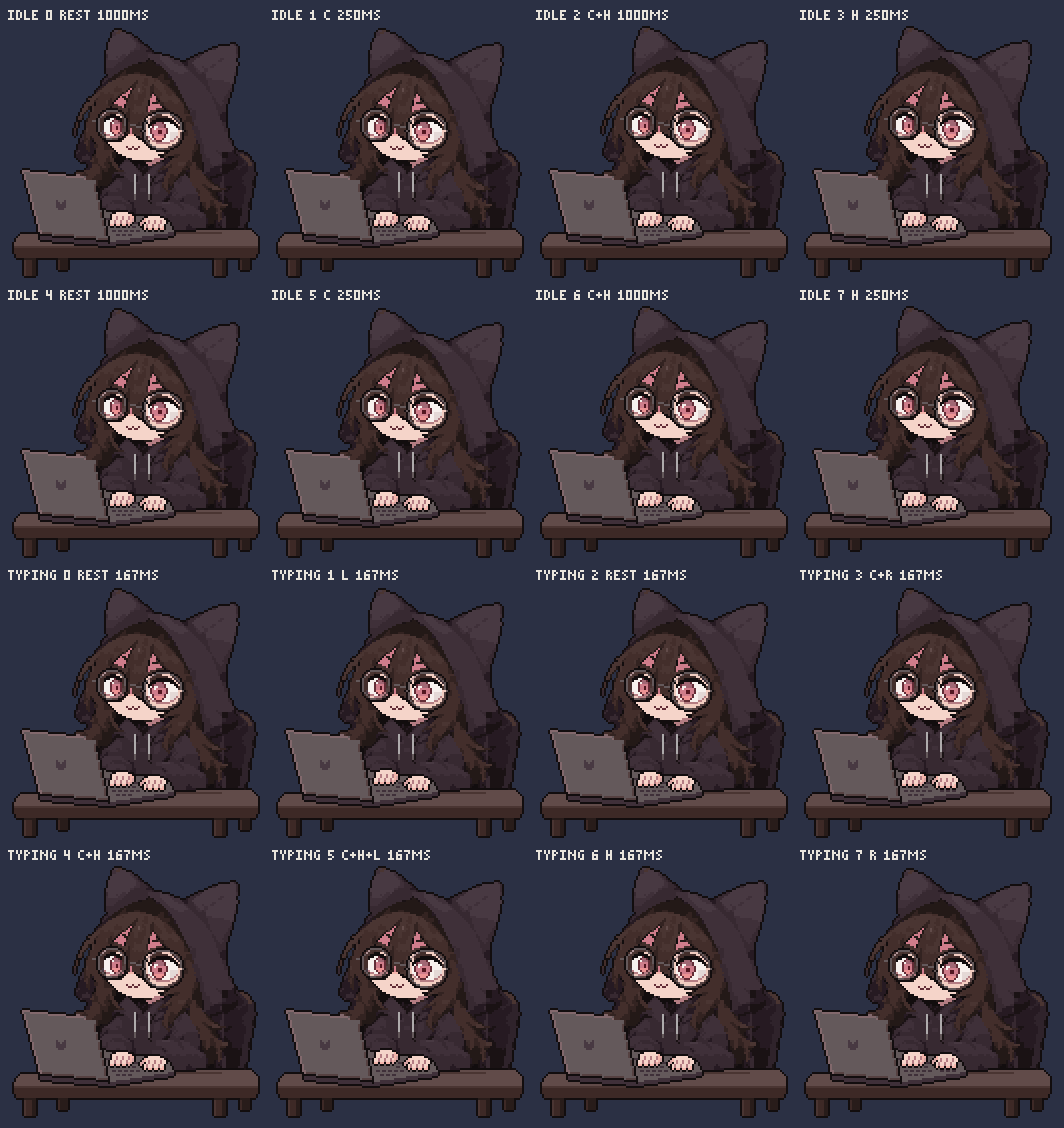 IDLE 0 REST 1000MS
IDLE 1 C 250MS
IDLE 2 C+H 1000MS
IDLE 3 H 250MS
IDLE 4 REST 1000MS
IDLE 5 C 250MS
IDLE 6 C+H 1000MS
IDLE 7 H 250MS
TYPING 0 REST 167MS
TYPING 1 L 167MS
TYPING 2 REST 167MS
TYPING 3 C+R 167MS
TYPING 4 C+H 167MS
TYPING 5 C+H+L 167MS
TYPING 6 H 167MS
TYPING 7 R 167MS